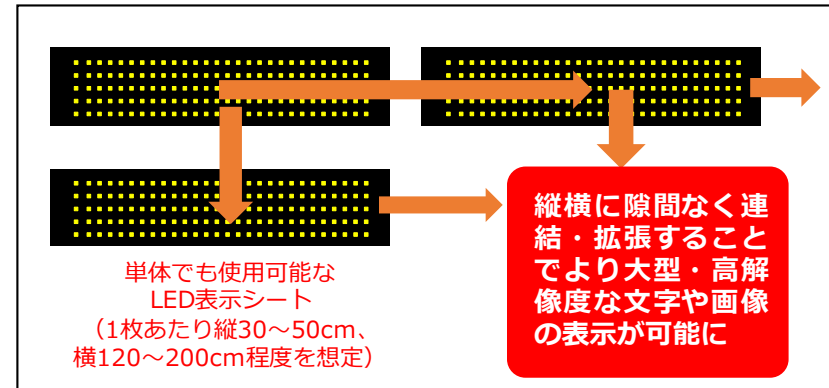 縦横に隙間なく連
結・拡張すること
でより大型・高解
像度な文字や画像
の表示が可能に
単体でも使用可能な
LED表示シート
（1枚あたり縦30～50cm、
横120～200cm程度を想定）